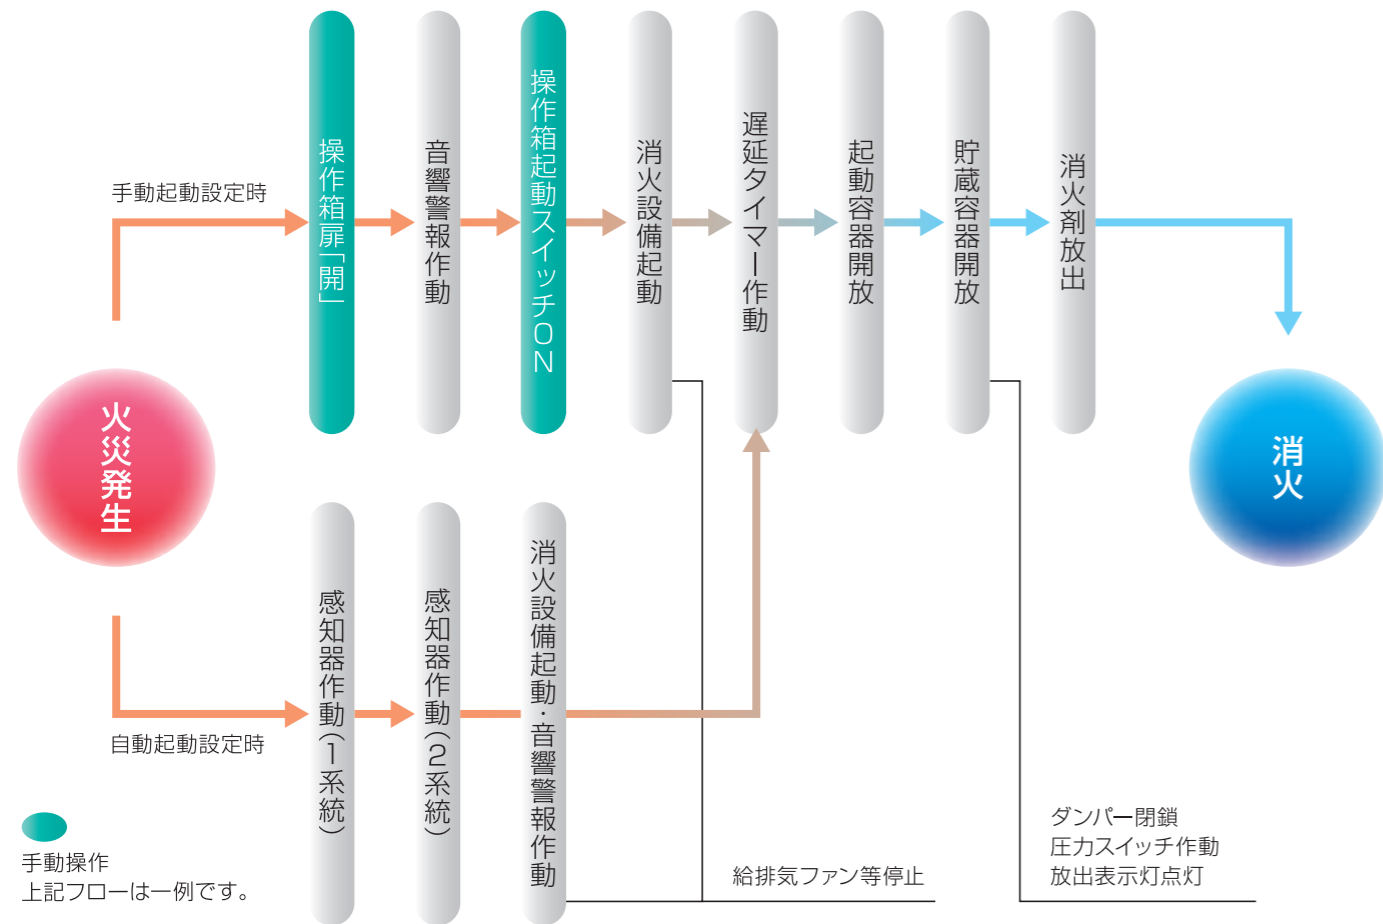 手動起動設定時
操作箱扉「開」
音響警報作動
操作箱起動スイッチON
消火設備起動
遅延タイマー作動
起動容器開放
貯蔵容器開放
消火剤放出
火災発生
消火
自動起動設定時
感知器作動(1系統)
感知器作動(2系統)
消火設備起動・音響警報作動
給排気ファン等停止
ダンパー閉鎖
圧力スイッチ作動
放出表示灯点灯
手動操作
上記フローは一例です。